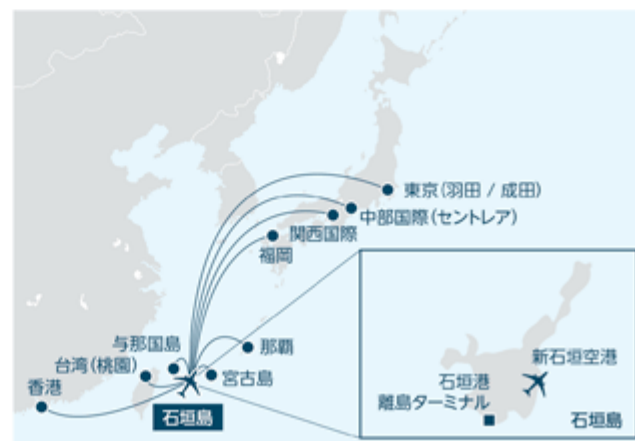 東京(羽田 / 成田)
中部国際(セントレア)
関西国際
福岡
与那国島
那覇
台湾(桃園)
宮古島
香港
石垣島
新石垣空港
石垣港
離島ターミナル
石垣島